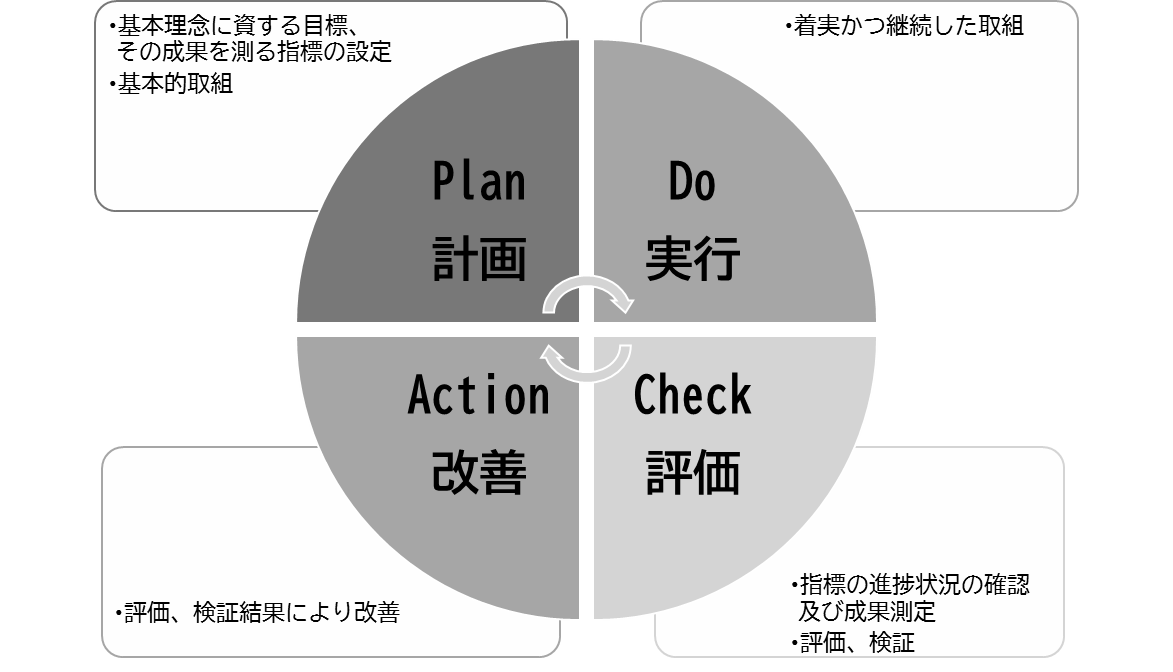 ・基本理念に資する目標、
その成果を測る指標の設定
・基本的取組
・着実かつ継続した取組
Plan
計画
Do
実行
Action
改善
Check
評価
・評価、検証結果により改善
・指標の進捗状況の確認
及び成果測定
・評価、検証